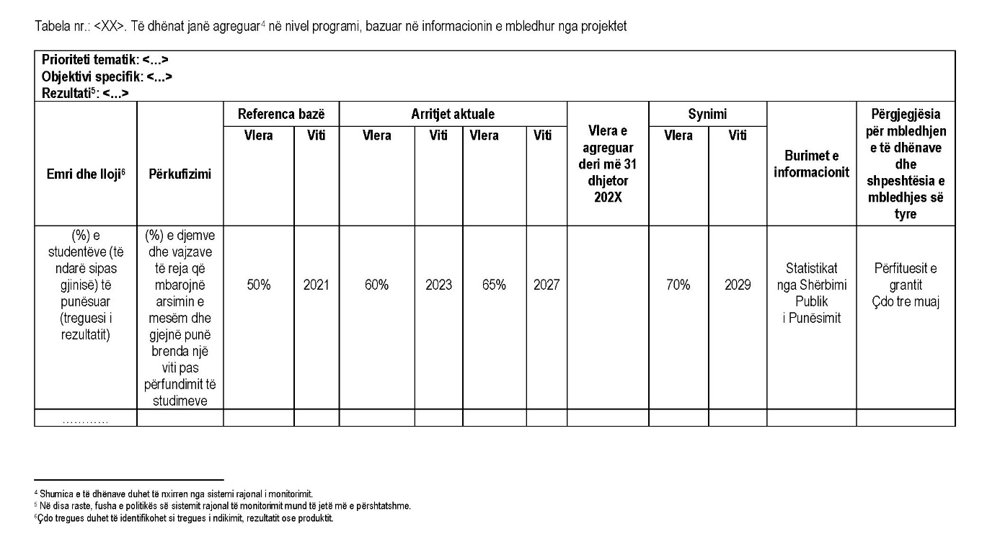 Tabela nr.: <XX>. Të dhënat janë agreguar⁴ në nivel programi, bazuar në informacionin e mbledhur nga projektet
Prioriteti tematik: <...>
Objektivi specifik: <...>
Rezultati⁵: <...>
Emri dhe lloji⁶
Përkufizimi
Referenca bazë
Vlera
Viti
Arritjet aktuale
Vlera
Viti
Vlera
Viti
Vlera e
agreguar
deri më 31
dhjetor
202X
Synimi
Vlera
Viti
Burimet e
informacionit
Përgjegjësia
për mbledhjen
e të dhënave
dhe
shpeshtësia e
mbledhjes së
tyre
(%) e
studentëve (të
ndarë sipas
gjinisë) të
punësuar
(treguesi i
rezultatit)
(%) e djemve
dhe vajzave
të reja që
mbarojnë
arsimin e
mesëm dhe
gjejnë punë
brenda një
viti pas
përfundimit të
studimeve
50%
2021
60%
2023
65%
2027
70%
2029
Statistikat
nga Shërbimi
Publik
i Punësimit
Përfituesit e
grantit
Çdo tre muaj
…………
⁴ Shumica e të dhënave duhet të nxirren nga sistemi rajonal i monitorimit.
⁵ Në disa raste, fusha e politikës së sistemit rajonal të monitorimit mund të jetë më e përshtatshme.
⁶Çdo tregues duhet të identifikohet si tregues i ndikimit, rezultatit ose produktit.